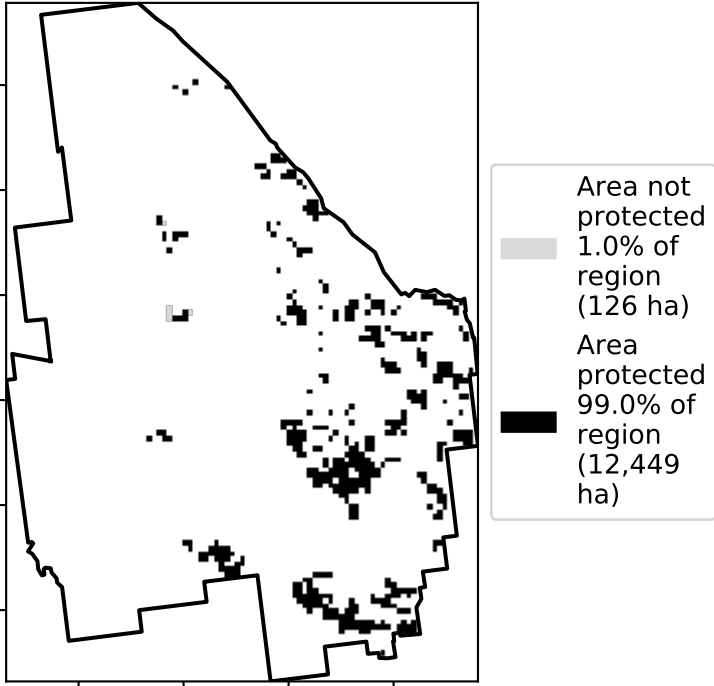 Area not
protected
1.0% of
region
(126 ha)
Area
protected
99.0% of
region
(12,449
ha)